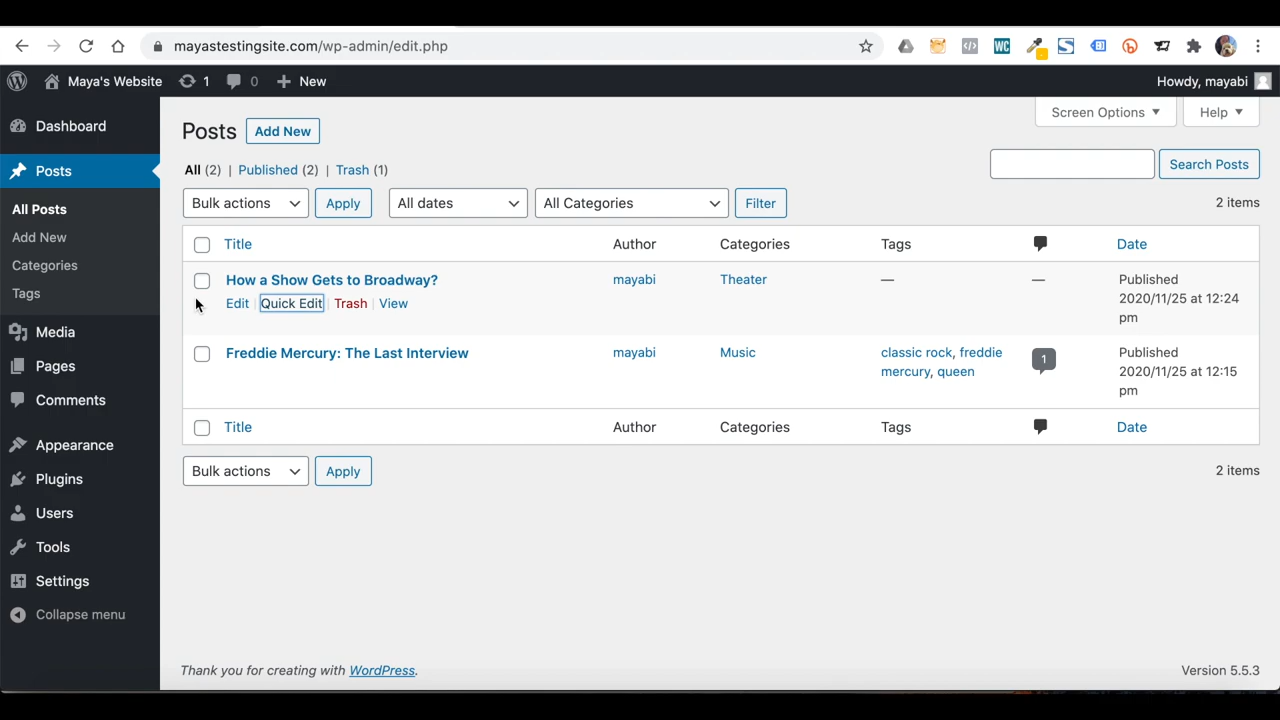 mayastestingsite.com/wp-admin/edit.php
Maya's Website 1 0 New Howdy, mayabi
Dashboard
Posts
All Posts
Add New
Categories
Tags
Media
Pages
Comments
Appearance
Plugins
Users
Tools
Settings
Collapse menu
Screen Options Help
Posts Add New
All (2) | Published (2) | Trash (1)
Search Posts
Bulk actions Apply All dates All Categories Filter 2 items
Title Author Categories Tags Date
How a Show Gets to Broadway? mayabi Theater — — Published
2020/11/25 at 12:24
pm
Edit | Quick Edit | Trash | View
Freddie Mercury: The Last Interview mayabi Music classic rock, freddie 1 Published
mercury, queen 2020/11/25 at 12:15
pm
Title Author Categories Tags Date
Bulk actions Apply 2 items
Thank you for creating with WordPress. Version 5.5.3